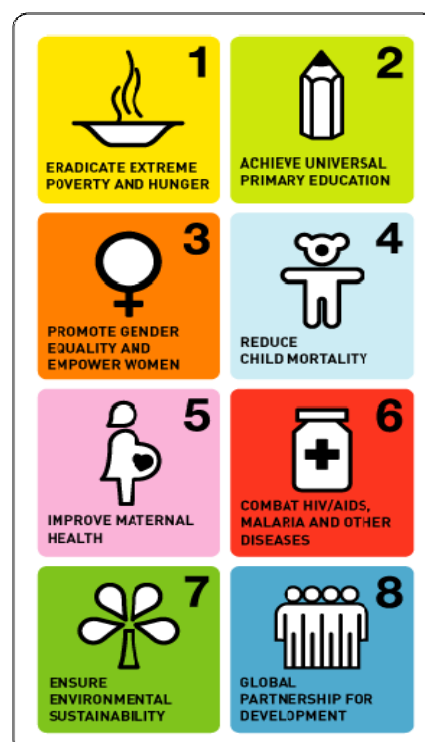 1
ERADICATE EXTREME
POVERTY AND HUNGER
2
ACHIEVE UNIVERSAL
PRIMARY EDUCATION
3
PROMOTE GENDER
EQUALITY AND
EMPOWER WOMEN
4
REDUCE
CHILD MORTALITY
5
IMPROVE MATERNAL
HEALTH
6
COMBAT HIV/AIDS,
MALARIA AND OTHER
DISEASES
7
ENSURE
ENVIRONMENTAL
SUSTAINABILITY
8
GLOBAL
PARTNERSHIP FOR
DEVELOPMENT